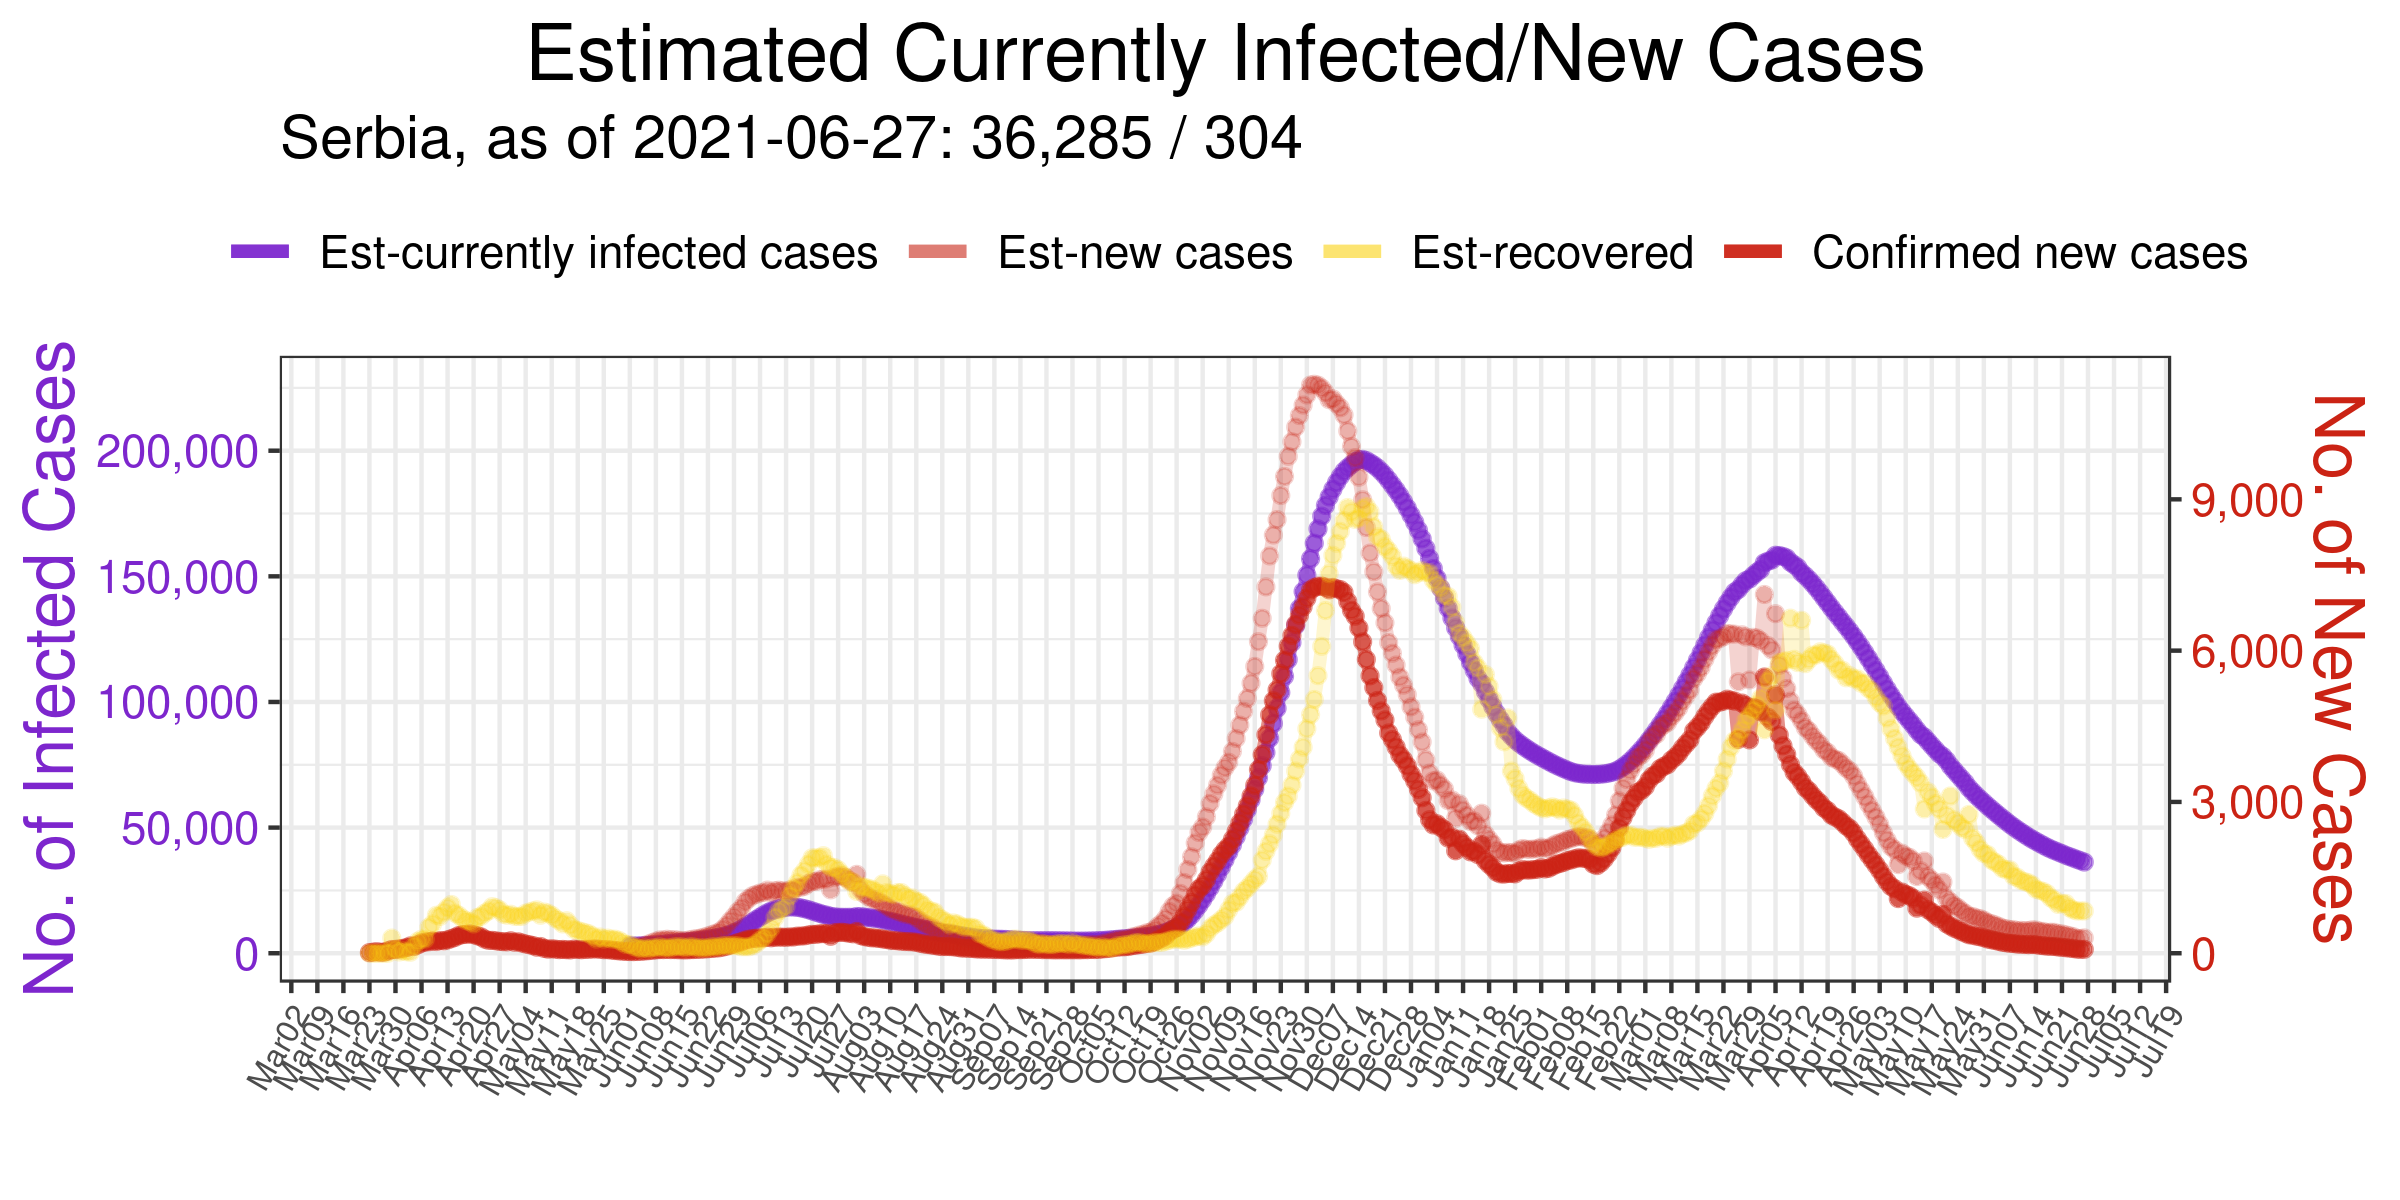 Estimated Currently Infected/New Cases
Serbia, as of 2021-06-27: 36,285 / 304
Est-currently infected cases Est-new cases Est-recovered Confirmed new cases
No. of Infected Cases
200,000
150,000
100,000
50,000
0
9,000
6,000
3,000
0
No. of New Cases
Mar02 Mar09 Mar16 Mar23 Mar30 Apr06 Apr13 Apr20 Apr27 May04 May11 May18 May25 Jun01 Jun08 Jun15 Jun22 Jun29 Jul06 Jul13 Jul20 Jul27 Aug03 Aug10 Aug17 Aug24 Aug31 Sep07 Sep14 Sep21 Sep28 Oct05 Oct12 Oct19 Oct26 Nov02 Nov09 Nov16 Nov23 Nov30 Dec07 Dec14 Dec21 Dec28 Jan04 Jan11 Jan18 Jan25 Feb01 Feb08 Feb15 Feb22 Mar01 Mar08 Mar15 Mar22 Mar29 Apr05 Apr12 Apr19 Apr26 May03 May10 May17 May24 May31 Jun07 Jun14 Jun21 Jun28 Jul05 Jul12 Jul19